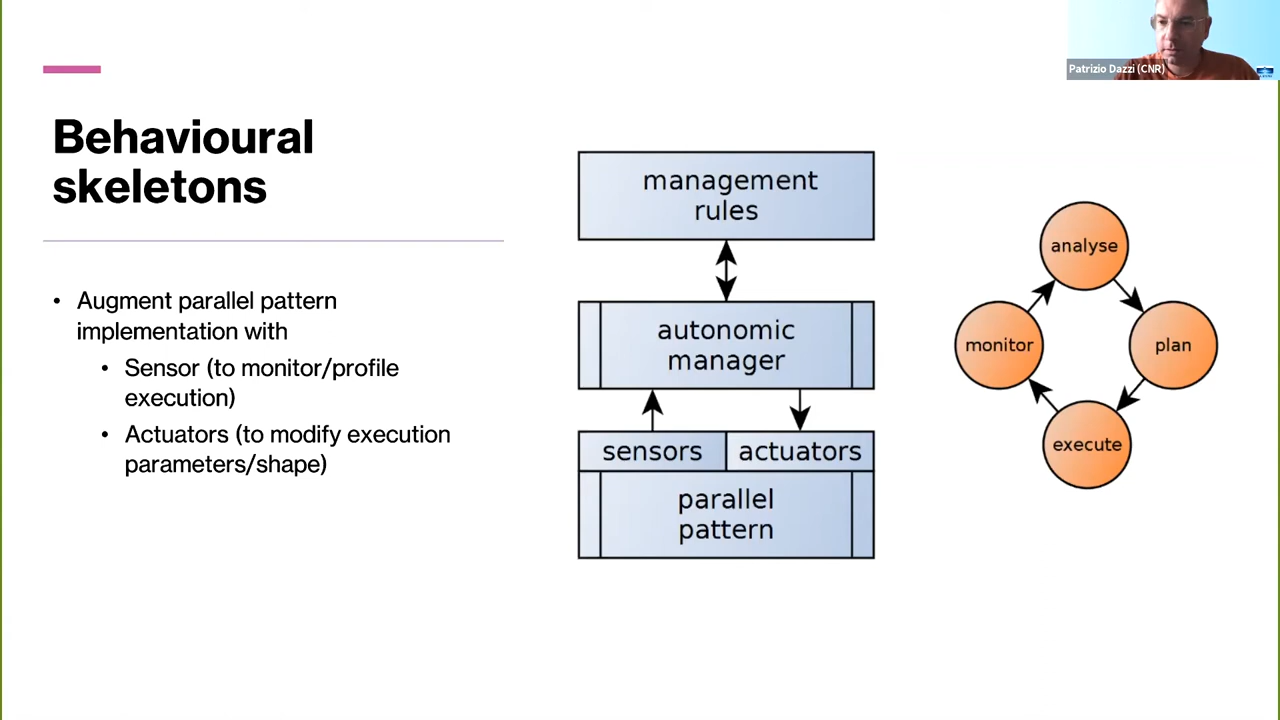 Patrizio Dazzi (CNR)
Behavioural
skeletons
• Augment parallel pattern
implementation with
• Sensor (to monitor/profile
execution)
• Actuators (to modify execution
parameters/shape)
management
rules
autonomic
manager
sensors
actuators
parallel
pattern
analyse
monitor
plan
execute